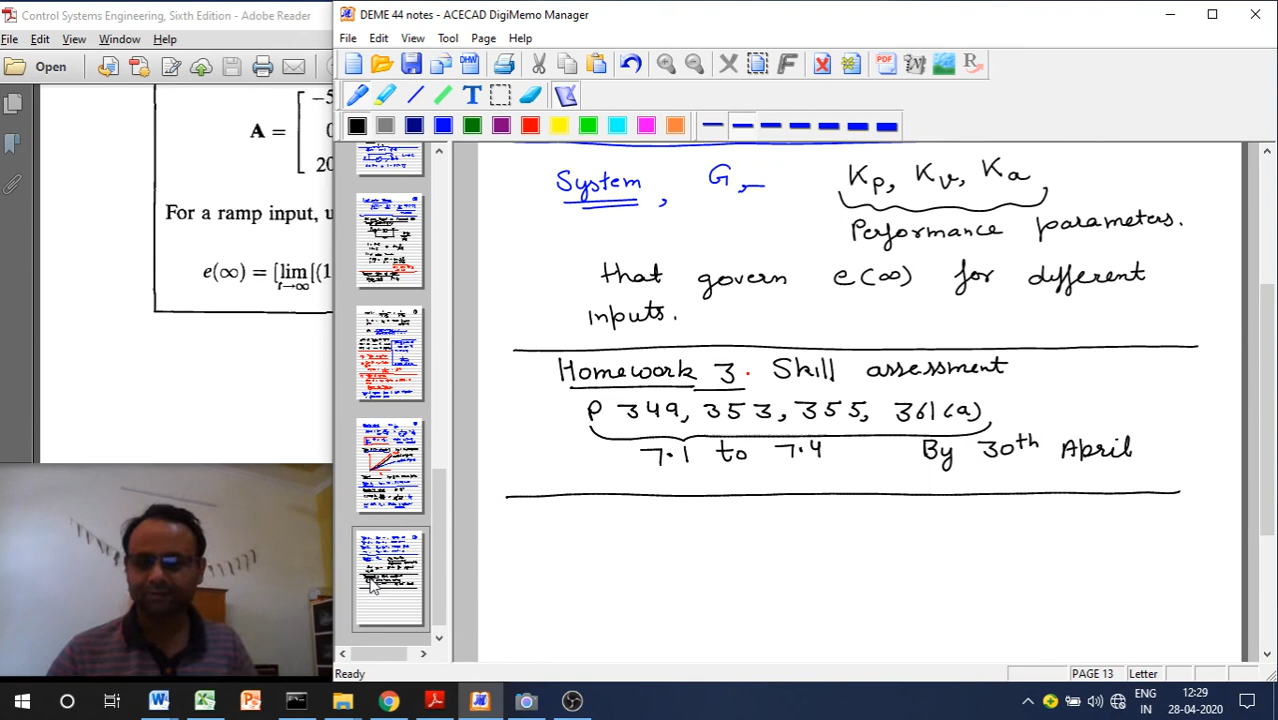 Control Systems Engineering, Sixth Edition - Adobe Reader
File Edit View Window Help
Open
A = [ -5
0
20
For a ramp input, u
e(∞) = [lim [(1
t→∞
DEME 44 notes - ACECAD DigiMemo Manager
File Edit View Tool Page Help
System, G,
Kp, Kv, Ka
Performance parameters.
that govern e(∞) for different
inputs.
Homework 3. Skill assessment
P 349, 353, 355, 361(a)
7.1 to 7.4 By 30th April
Ready
PAGE 13 Letter
ENG
IN
12:29
28-04-2020